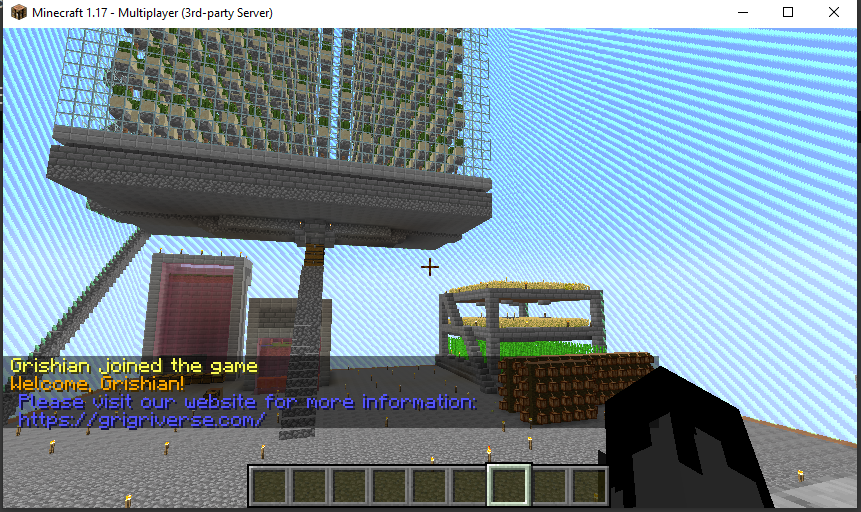 Minecraft 1.17 - Multiplayer (3rd-party Server)
Grishian joined the game
Welcome, Grishian!
Please visit our website for more information:
https://grigriverse.com/